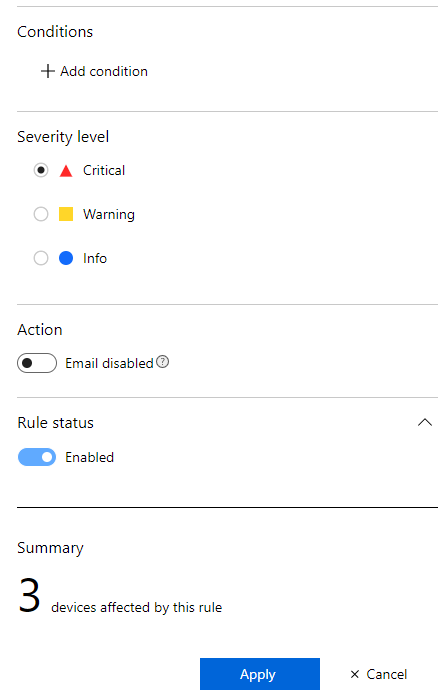 Conditions
Add condition
Severity level
Critical
Warning
Info
Action
Email disabled ?
Rule status
Enabled
Summary
3 devices affected by this rule
Apply
Cancel